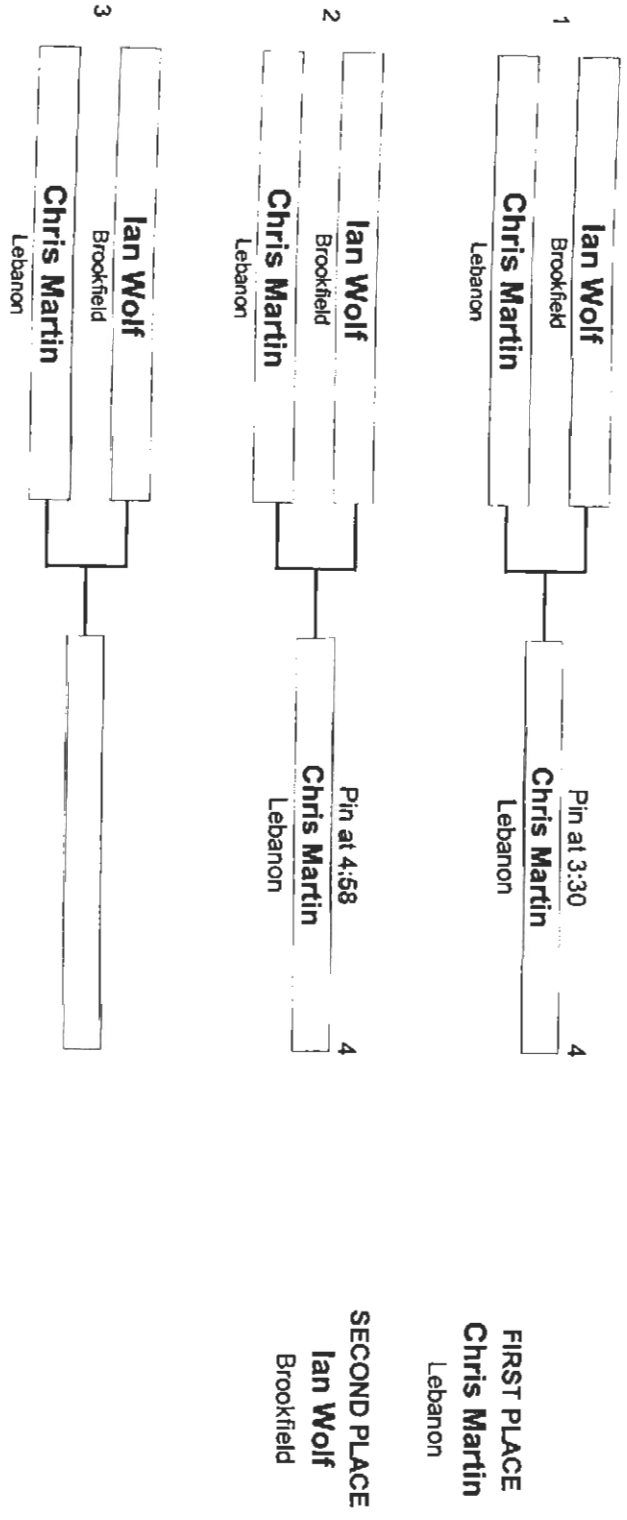 1
Ian Wolf
Brookfield
Chris Martin
Lebanon
Pin at 3:30
Chris Martin
Lebanon
4
2
Ian Wolf
Brookfield
Chris Martin
Lebanon
Pin at 4:58
Chris Martin
Lebanon
4
3
Ian Wolf
Brookfield
Chris Martin
Lebanon
FIRST PLACE
Chris Martin
Lebanon
SECOND PLACE
Ian Wolf
Brookfield